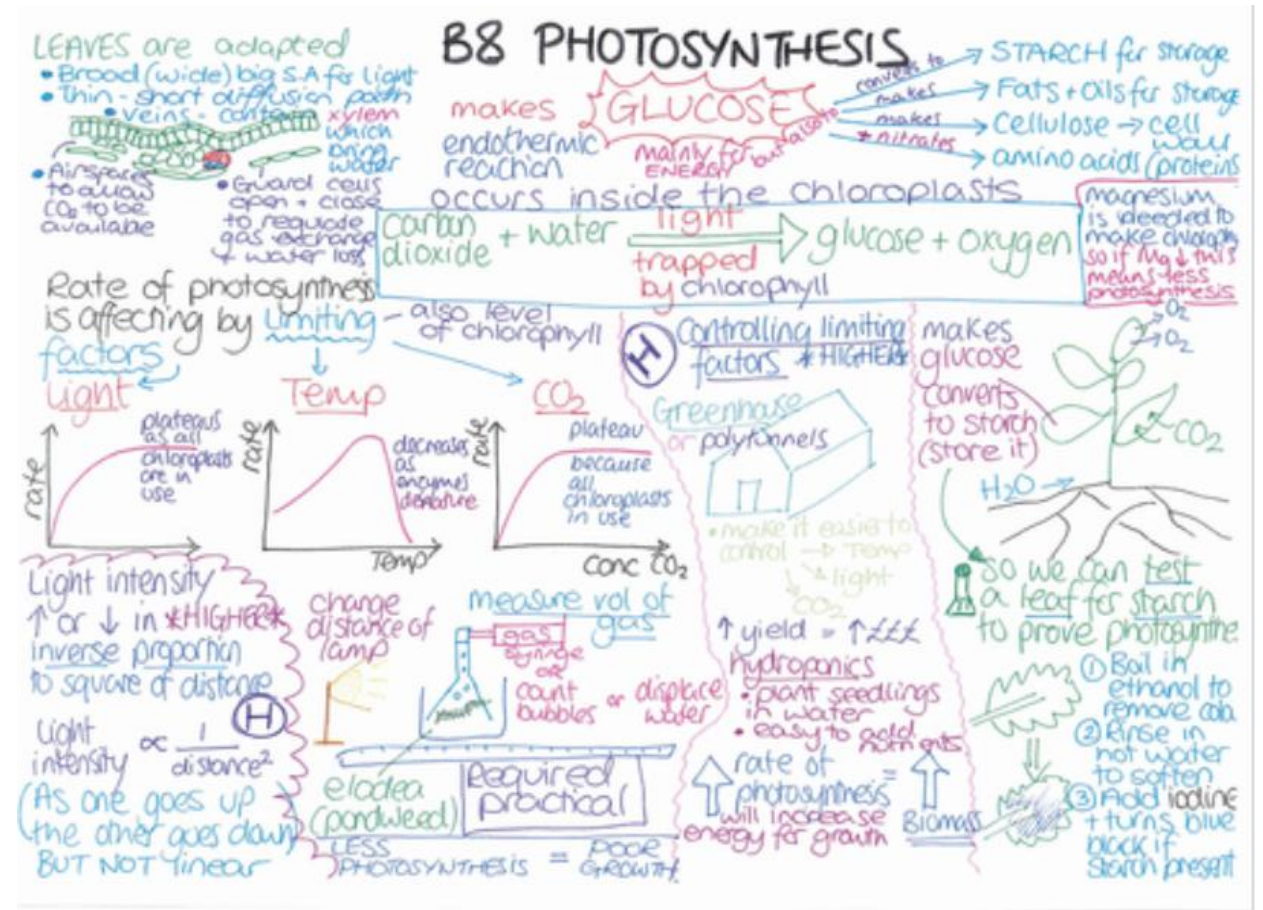 B8 PHOTOSYNTHESIS
LEAVES are adapted
• Broad (wide) big S.A for light
• Thin - short diffusion path
• veins - contain xylem
which
bring
water
• Airspaces
to allow
CO₂ to be
available
• Guard cells
open + close
to regulate
gas exchange
+ water loss
makes
GLUCOSE
endothermic
reaction
mainly for
ENERGY
but also to
converts to
STARCH for storage
makes
Fats + oils for storage
makes
Cellulose → cell
wall
+ nitrates
amino acids (proteins
occurs inside the chloroplasts
carbon
dioxide + water
light
trapped
by chlorophyll
glucose + oxygen
magnesium
is needed to
make chloroph
so if Mg ↓ this
means less
photosynthesis
Rate of photosynthesis
is affecting by limiting
factors
- also level
of chlorophyll
Light
rate
plateaus
as all
chloroplasts
are in
use
Temp
rate
decreases
as
enzymes
denature
Temp
CO₂
rate
plateau
because
all
chloroplasts
in use
Conc CO₂
H
Controlling limiting
factors *HIGHER*
Greenhouse
or polytunnels
• make it easier to
control → Temp
→ light
CO₂
↑ yield = ↑£££
hydroponics
• plant seedlings
in water
• easy to add
nutrients
↑ rate of
photosynthesis
will increase
energy for growth
= ↑
Biomass
makes
glucose
converts
to starch
(store it)
O₂
O₂
CO₂
H₂O
so we can test
a leaf for starch
to prove photosynthe
① Boil in
ethanol to
remove colo
② Rinse in
hot water
to soften
③ Add iodine
+ turns blue
black if
starch present
Light intensity
↑ or ↓ in *HIGHER*
inverse proportion
to square of distance
H
Light
intensity ∝ 1
distance²
(As one goes up
the other goes down)
BUT NOT linear
change
distance of
lamp
measure vol of
gas
gas
syringe
or
count
bubbles
or displace
water
elodea
(pondweed)
Required
practical
LESS
PHOTOSYNTHESIS = POOR
GROWTH.